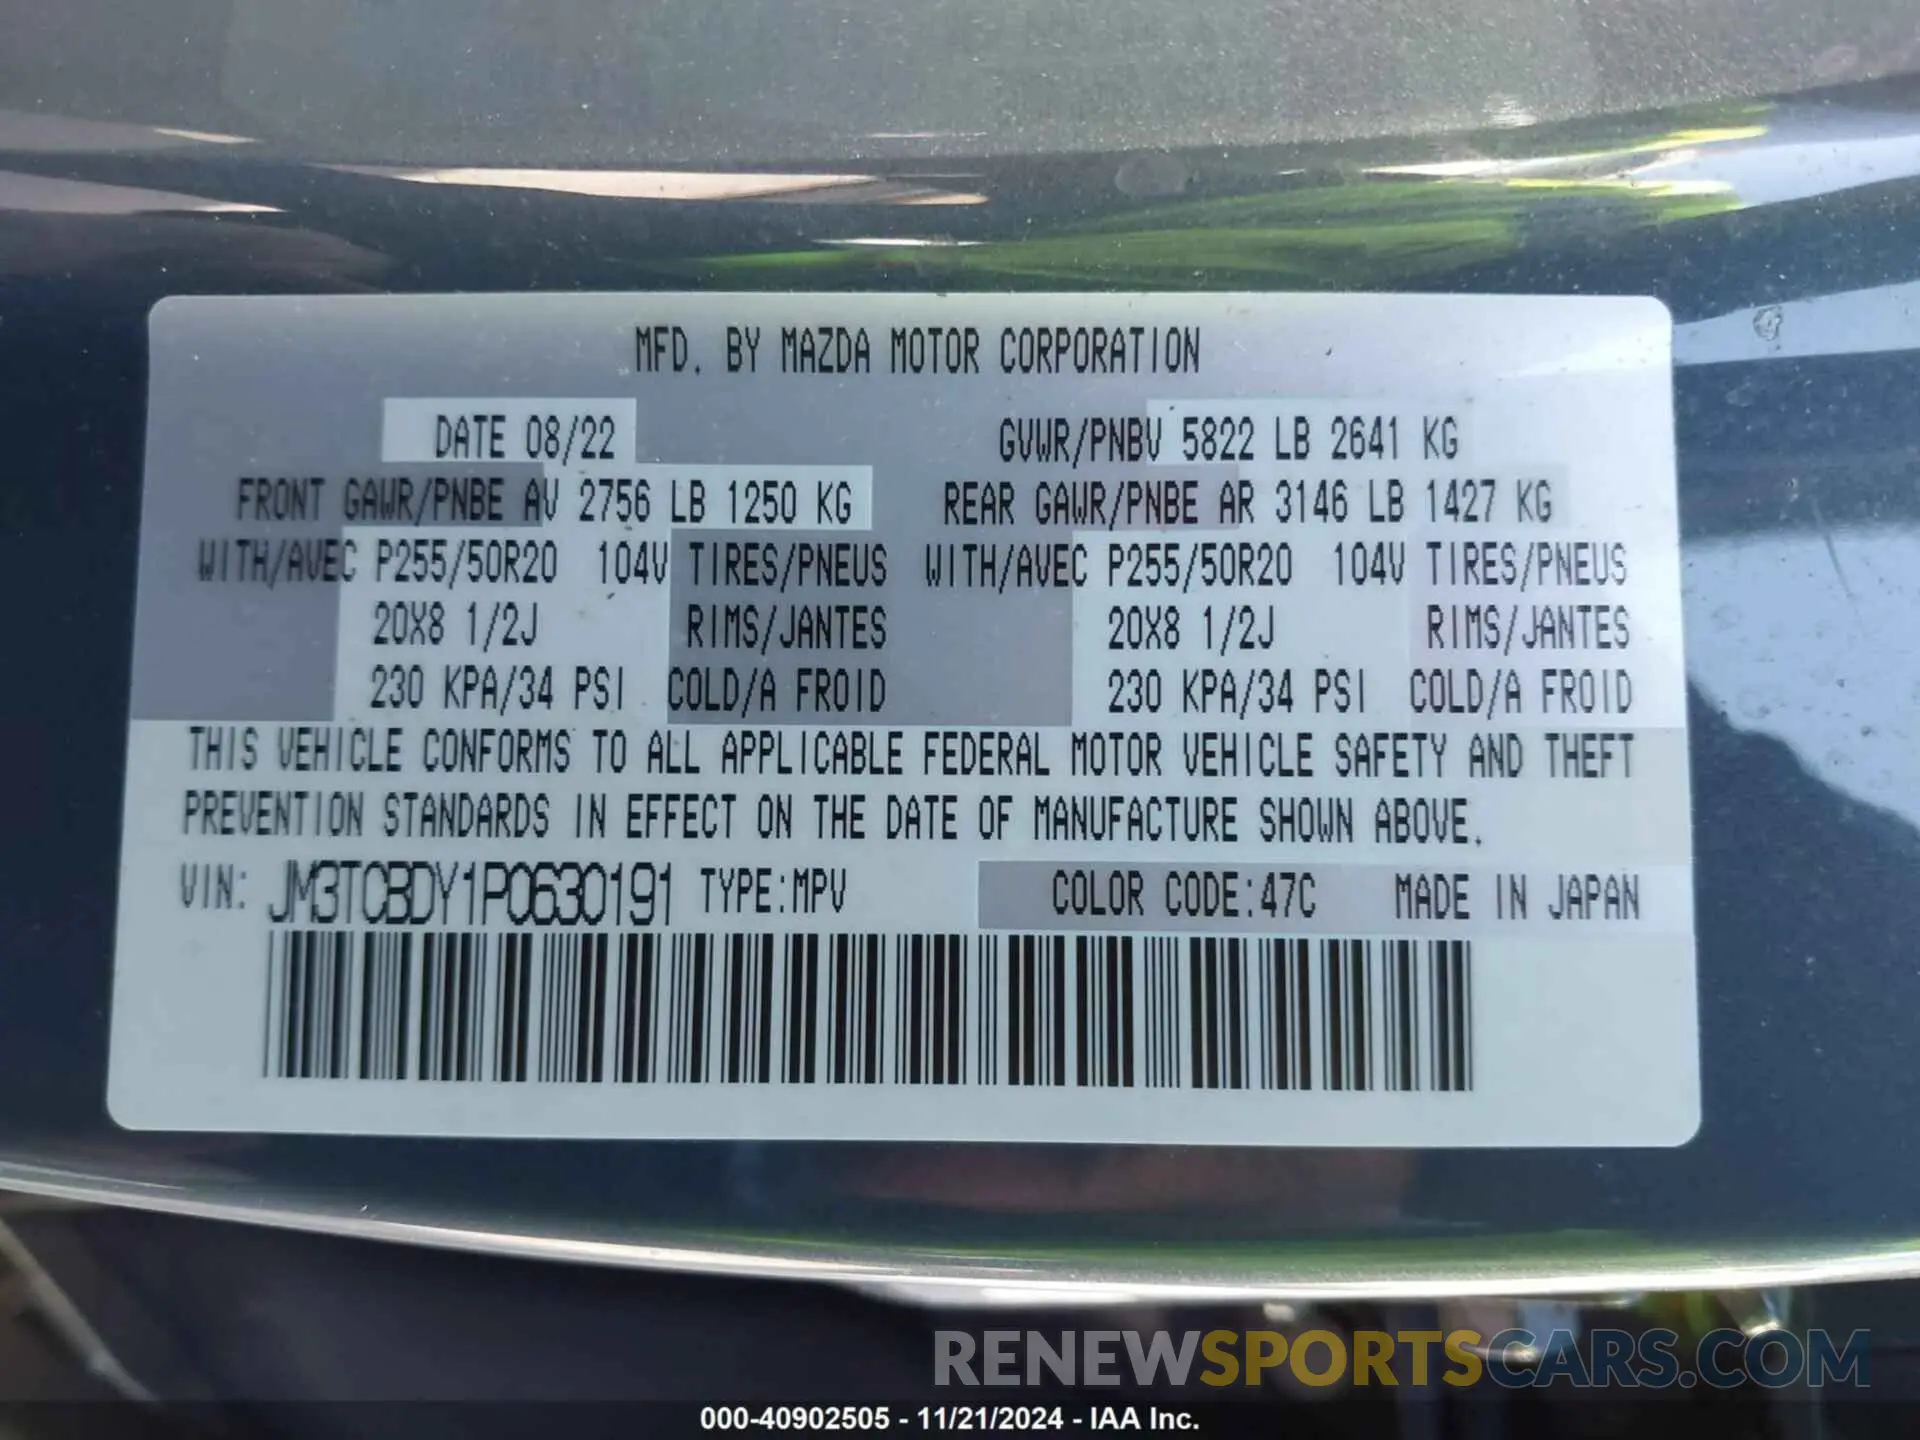 MFD. BY MAZDA MOTOR CORPORATION
DATE 08/22 GVWR/PNBV 5822 LB 2641 KG
FRONT GAWR/PNBE AV 2756 LB 1250 KG REAR GAWR/PNBE AR 3146 LB 1427 KG
WITH/AVEC P255/50R20 104V TIRES/PNEUS WITH/AVEC P255/50R20 104V TIRES/PNEUS
20X8 1/2J RIMS/JANTES 20X8 1/2J RIMS/JANTES
230 KPA/34 PSI COLD/A FROID 230 KPA/34 PSI COLD/A FROID
THIS VEHICLE CONFORMS TO ALL APPLICABLE FEDERAL MOTOR VEHICLE SAFETY AND THEFT
PREVENTION STANDARDS IN EFFECT ON THE DATE OF MANUFACTURE SHOWN ABOVE.
VIN: JM3TCBDY1P0630191 TYPE:MPV COLOR CODE:47C MADE IN JAPAN
RENEWSPORTSCARS.COM
000-40902505 - 11/21/2024 - IAA Inc.